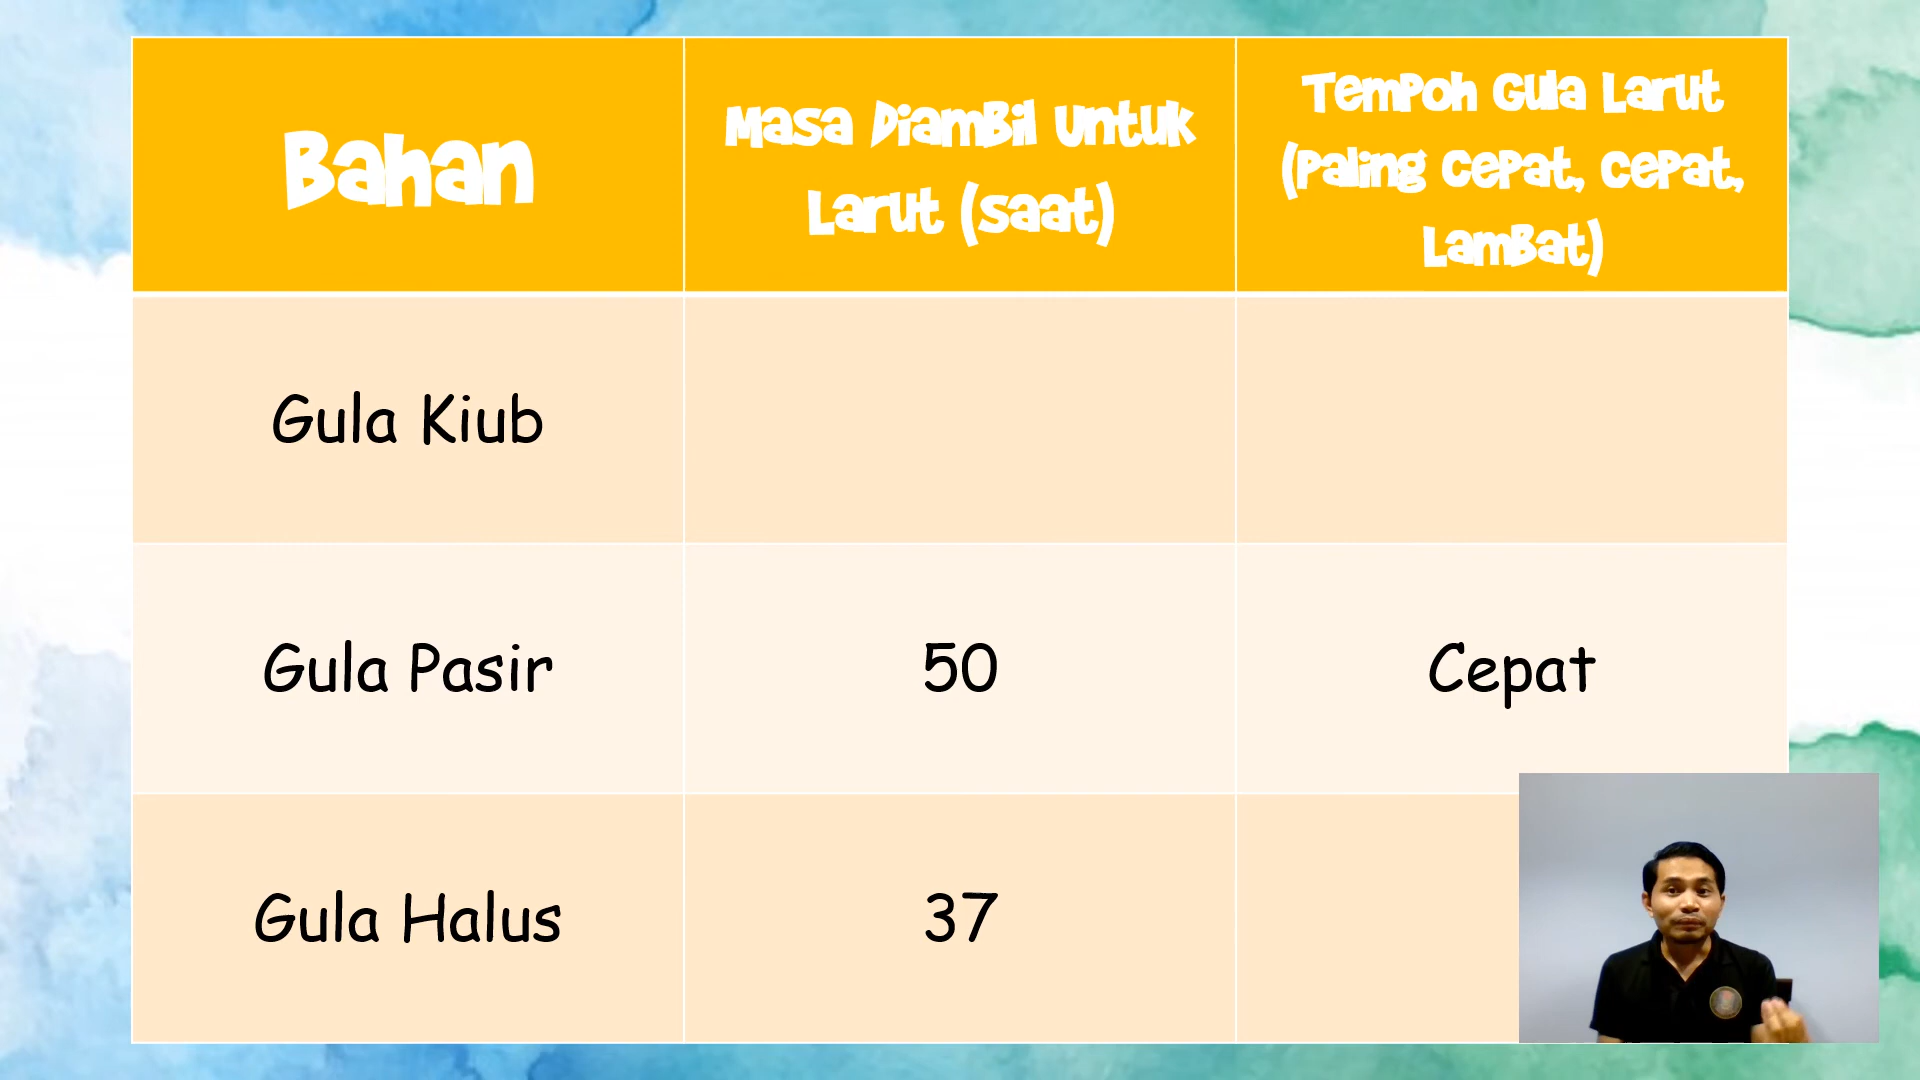 Bahan
Masa Diambil Untuk
Larut (saat)
Tempoh Gula Larut
(Paling Cepat, Cepat,
Lambat)
Gula Kiub
Gula Pasir
50
Cepat
Gula Halus
37